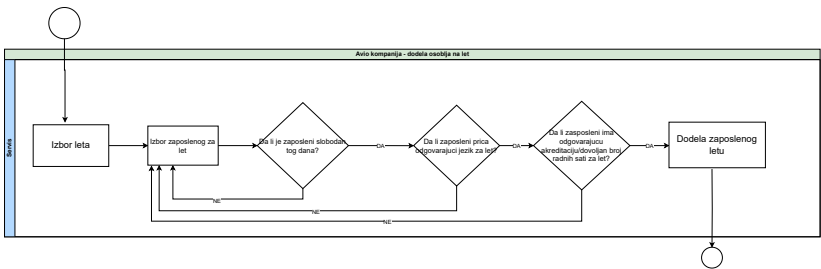 Avio kompanija - dodela osoblja na let
Servis
Izbor leta
Izbor zaposlenog za
let
Da li je zaposleni slobodan
tog dana?
DA
Da li zaposleni prica
odgovarajuci jezik za let?
DA
Da li zasposleni ima
odgovarajucu
akreditaciju/dovoljan broj
radnih sati za let?
DA
Dodela zaposlenog
letu
NE
NE
NE